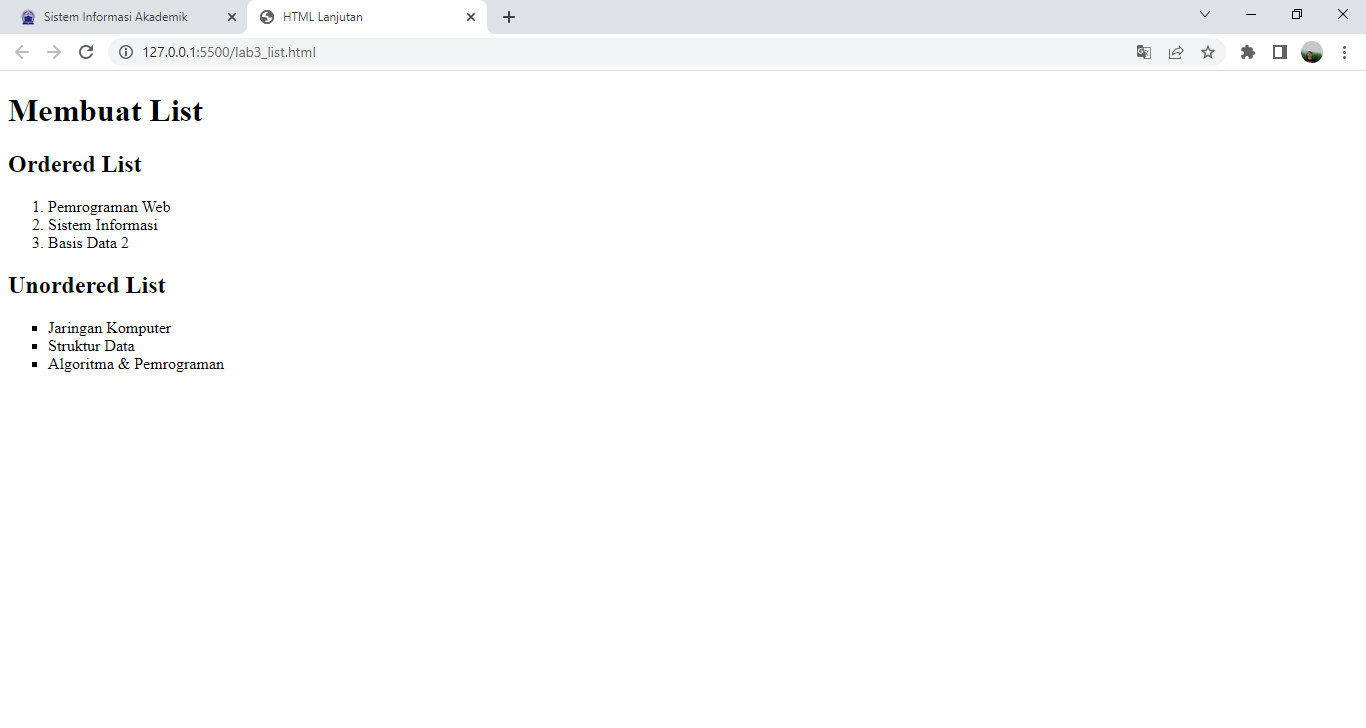 Sistem Informasi Akademik
HTML Lanjutan
127.0.0.1:5500/lab3_list.html
Membuat List
Ordered List
1. Pemrograman Web
2. Sistem Informasi
3. Basis Data 2
Unordered List
▪ Jaringan Komputer
▪ Struktur Data
▪ Algoritma & Pemrograman